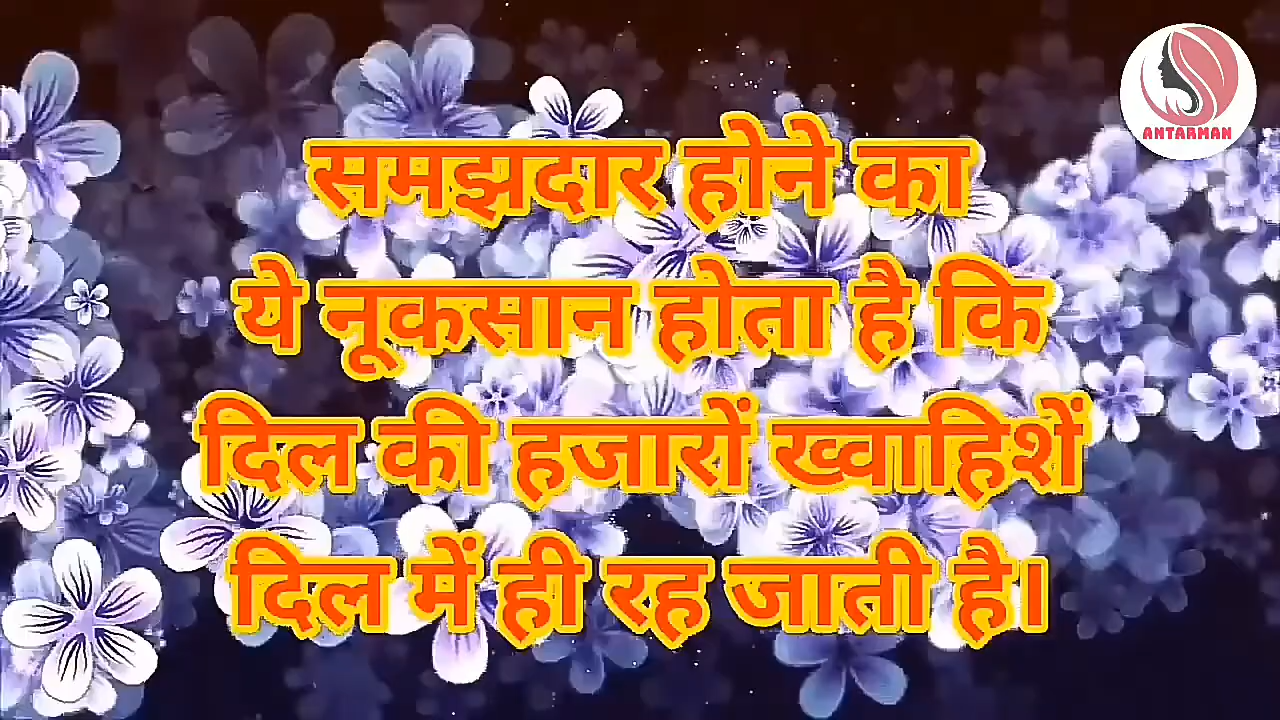 ANTARMAN
समझदार होने का
ये नूकसान होता है कि
दिल की हजारों ख्वाहिशें
दिल में ही रह जाती है।